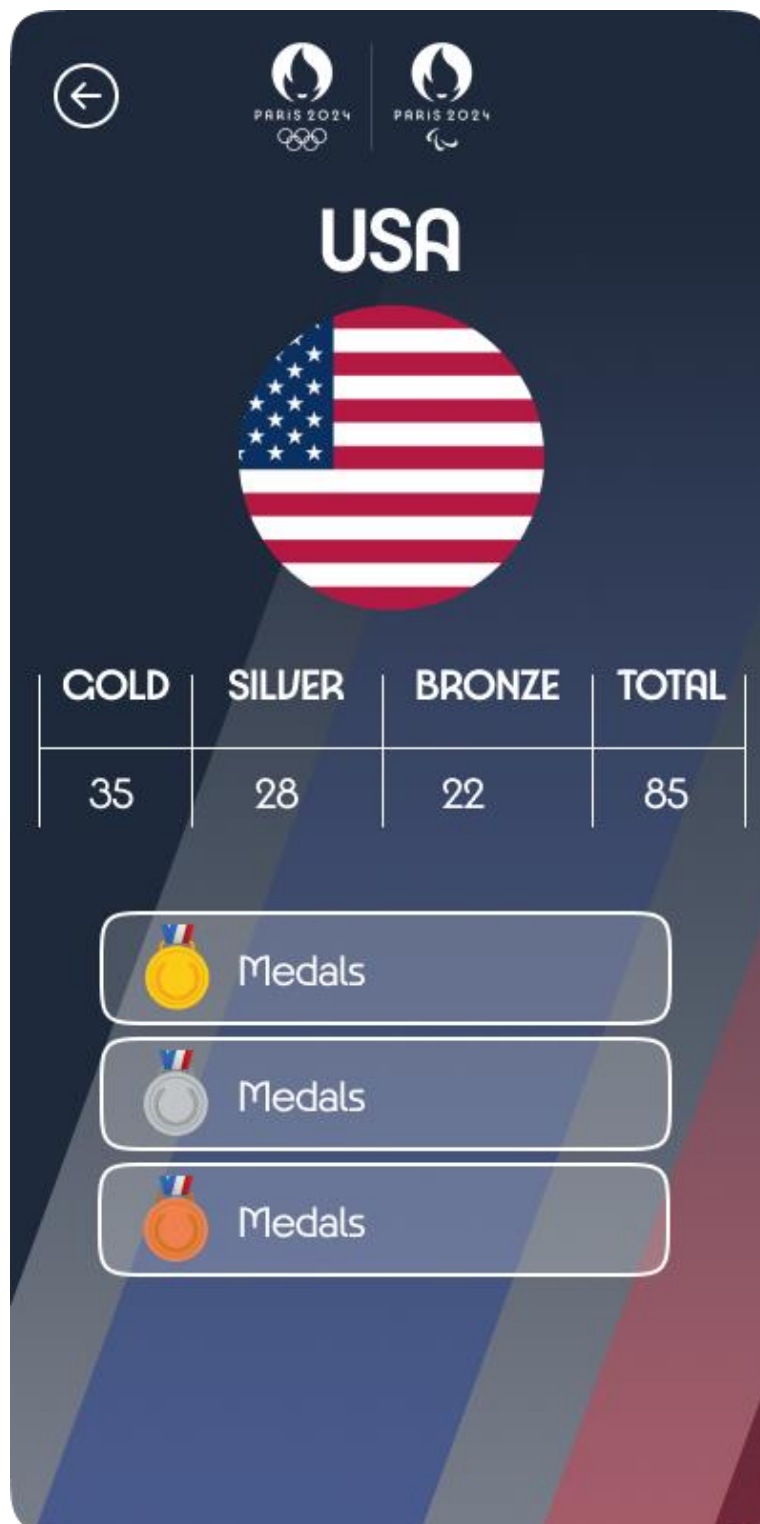 PARIS 2024 PARIS 2024
USA
GOLD SILVER BRONZE TOTAL
35 28 22 85
Medals
Medals
Medals